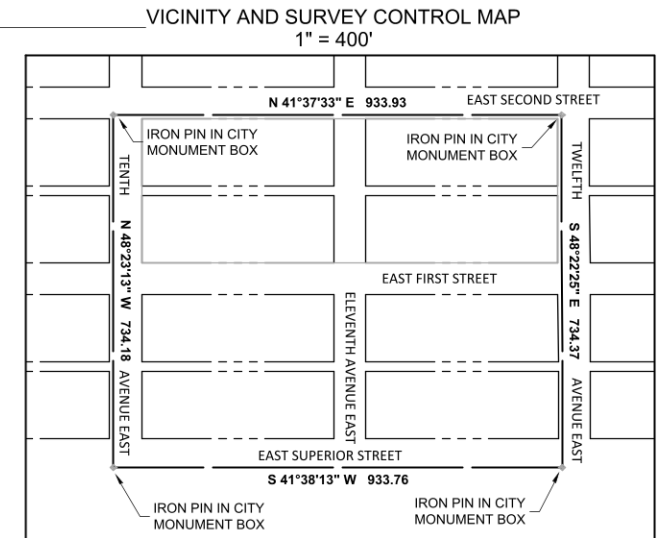 VICINITY AND SURVEY CONTROL MAP
1" = 400'
N 41°37'33" E 933.93
EAST SECOND STREET
IRON PIN IN CITY
MONUMENT BOX
IRON PIN IN CITY
MONUMENT BOX
TENTH
TWELFTH
N 48°23'13" W 734.18
S 48°22'25" E 734.37
EAST FIRST STREET
ELEVENTH AVENUE EAST
AVENUE EAST
AVENUE EAST
EAST SUPERIOR STREET
S 41°38'13" W 933.76
IRON PIN IN CITY
MONUMENT BOX
IRON PIN IN CITY
MONUMENT BOX